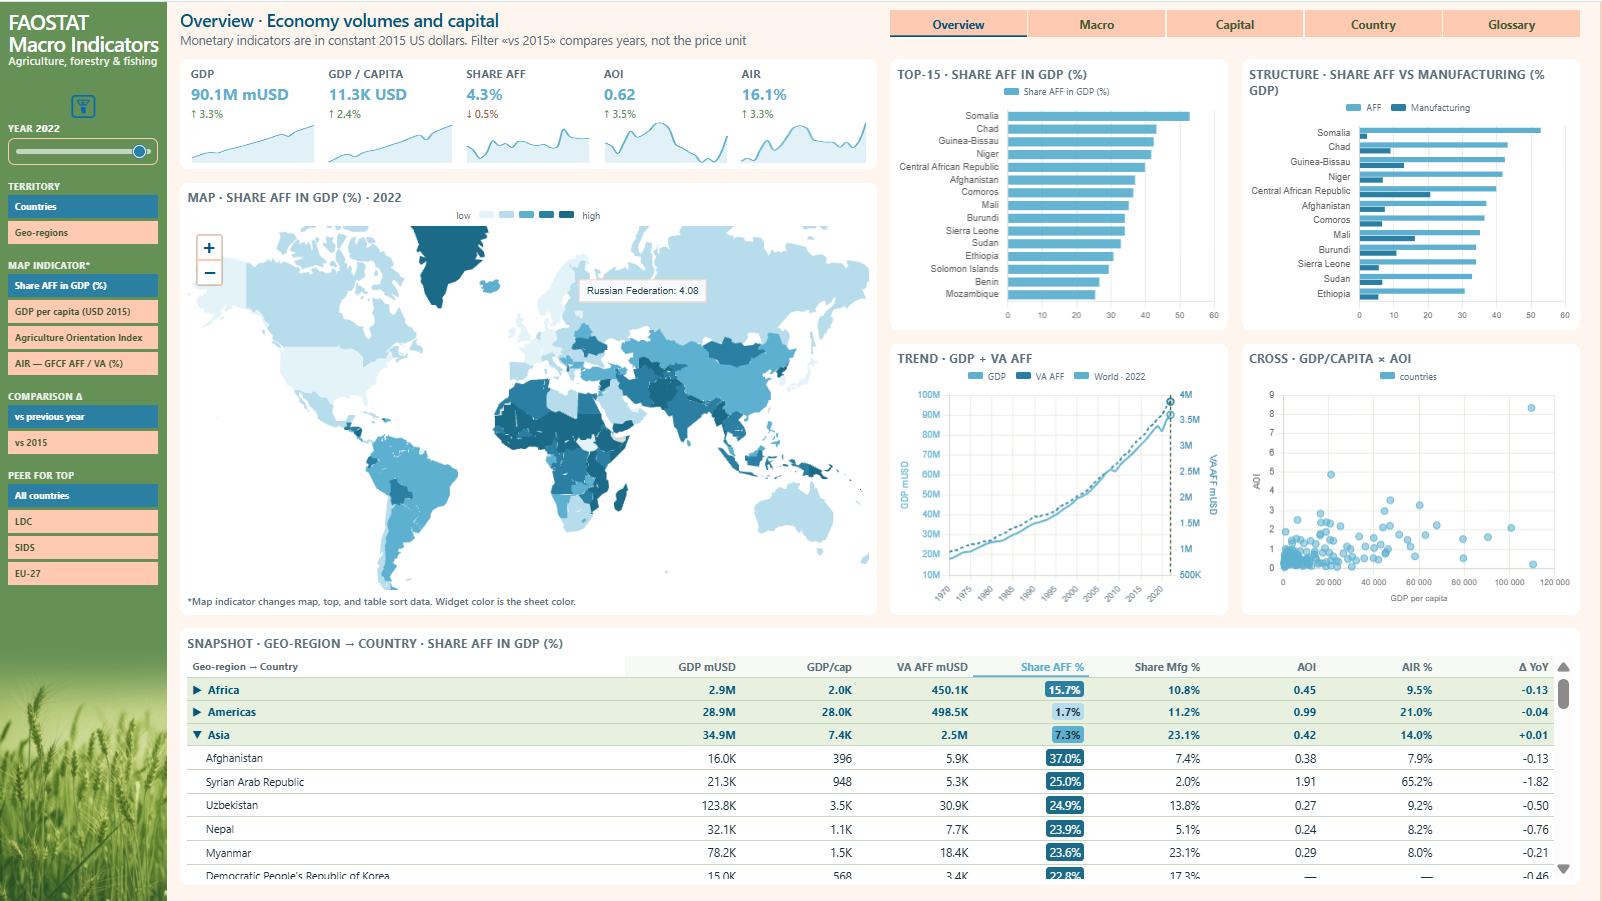 FAOSTAT
Macro Indicators
Agriculture, forestry & fishing
YEAR 2022
TERRITORY
Countries
Geo-regions
MAP INDICATOR*
Share AFF in GDP (%)
GDP per capita (USD 2015)
Agriculture Orientation Index
AIR — GFCF AFF / VA (%)
COMPARISON Δ
vs previous year
vs 2015
PEER FOR TOP
All countries
LDC
SIDS
EU-27
Overview · Economy volumes and capital
Monetary indicators are in constant 2015 US dollars. Filter «vs 2015» compares years, not the price unit
Overview Macro Capital Country Glossary
GDP GDP / CAPITA SHARE AFF AOI AIR
90.1M mUSD 11.3K USD 4.3% 0.62 16.1%
↑ 3.3% ↑ 2.4% ↓ 0.5% ↑ 3.5% ↑ 3.3%
MAP · SHARE AFF IN GDP (%) · 2022
low high
+
−
Russian Federation: 4.08
*Map indicator changes map, top, and table sort data. Widget color is the sheet color.
TOP-15 · SHARE AFF IN GDP (%)
Share AFF in GDP (%)
Somalia
Chad
Guinea-Bissau
Niger
Central African Republic
Afghanistan
Comoros
Mali
Burundi
Sierra Leone
Sudan
Ethiopia
Solomon Islands
Benin
Mozambique
0 10 20 30 40 50 60
STRUCTURE · SHARE AFF VS MANUFACTURING (%
GDP)
AFF Manufacturing
Somalia
Chad
Guinea-Bissau
Niger
Central African Republic
Afghanistan
Comoros
Mali
Burundi
Sierra Leone
Sudan
Ethiopia
0 10 20 30 40 50 60
TREND · GDP + VA AFF
GDP VA AFF World · 2022
100M 4M
90M 3.5M
80M 3M
70M 2.5M
60M 2M
50M 1.5M
40M 1M
30M 500K
20M
10M
GDP mUSD
VA AFF mUSD
1970 1975 1980 1985 1990 1995 2000 2005 2010 2015 2020
CROSS · GDP/CAPITA × AOI
countries
9
8
7
6
5
4
3
2
1
0
AOI
0 20 000 40 000 60 000 80 000 100 000 120 000
GDP per capita
SNAPSHOT · GEO-REGION → COUNTRY · SHARE AFF IN GDP (%)
Geo-region → Country GDP mUSD GDP/cap VA AFF mUSD Share AFF % Share Mfg % AOI AIR % Δ YoY
▶ Africa 2.9M 2.0K 450.1K 15.7% 10.8% 0.45 9.5% -0.13
▶ Americas 28.9M 28.0K 498.5K 1.7% 11.2% 0.99 21.0% -0.04
▼ Asia 34.9M 7.4K 2.5M 7.3% 23.1% 0.42 14.0% +0.01
Afghanistan 16.0K 396 5.9K 37.0% 7.4% 0.38 7.9% -0.13
Syrian Arab Republic 21.3K 948 5.3K 25.0% 2.0% 1.91 65.2% -1.82
Uzbekistan 123.8K 3.5K 30.9K 24.9% 13.8% 0.27 9.2% -0.50
Nepal 32.1K 1.1K 7.7K 23.9% 5.1% 0.24 8.2% -0.76
Myanmar 78.2K 1.5K 18.4K 23.6% 23.1% 0.29 8.0% -0.21
Democratic People's Republic of Korea 15.0K 568 3.4K 22.8% 17.3% — — -0.46